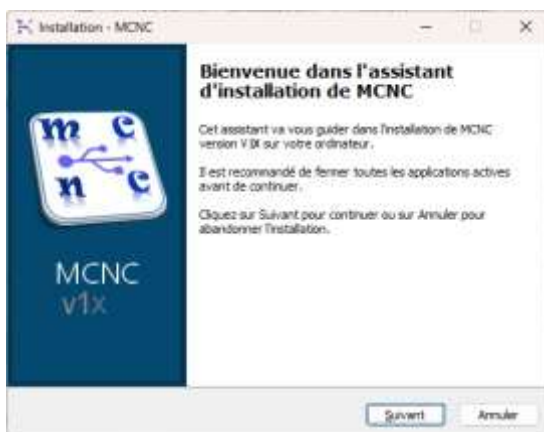 Installation - MCNC
Bienvenue dans l'assistant
d'installation de MCNC
Cet assistant va vous guider dans l'installation de MCNC
version V.IX sur votre ordinateur.
Il est recommandé de fermer toutes les applications actives
avant de continuer.
Cliquez sur Suivant pour continuer ou sur Annuler pour
abandonner l'installation.
m c
n c
MCNC
v1x
Suivant
Annuler